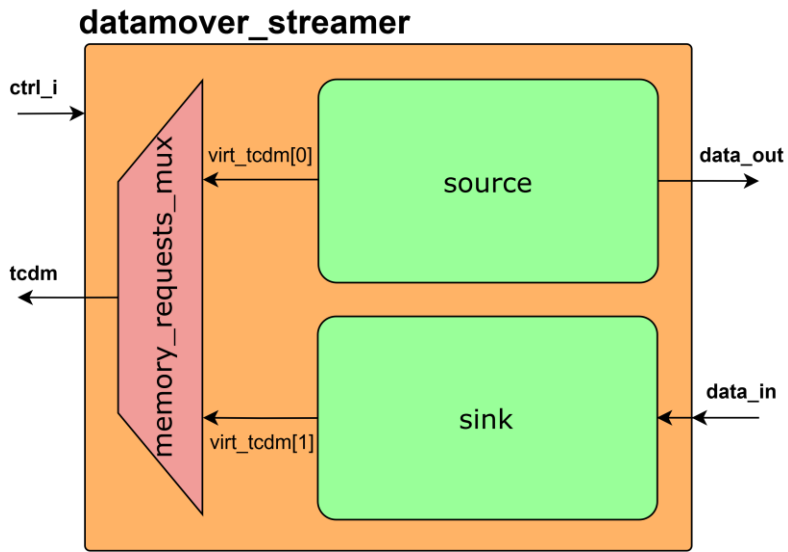 datamover_streamer
ctrl_i
virt_tcdm[0]
source
data_out
memory_requests_mux
tcdm
data_in
sink
virt_tcdm[1]